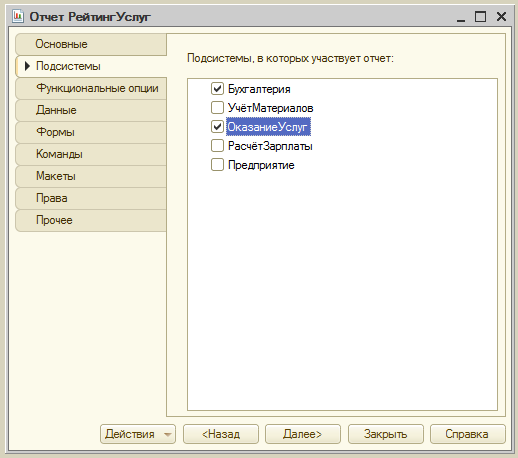 Отчет РейтингУслуг
Основные
Подсистемы
Функциональные опции
Данные
Формы
Команды
Макеты
Права
Прочее
Подсистемы, в которых участвует отчет:
Бухгалтерия
УчётМатериалов
ОказаниеУслуг
РасчётЗарплаты
Предприятие
Действия
<Назад
Далее>
Закрыть
Справка